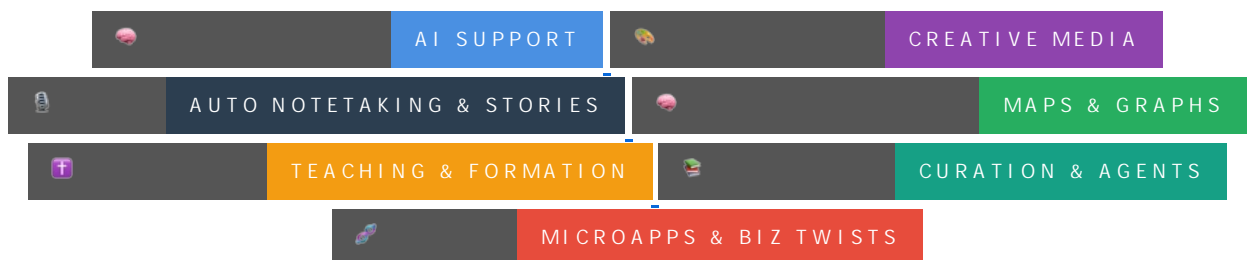 AI SUPPORT
CREATIVE MEDIA
AUTO NOTETAKING & STORIES
MAPS & GRAPHS
TEACHING & FORMATION
CURATION & AGENTS
MICROAPPS & BIZ TWISTS